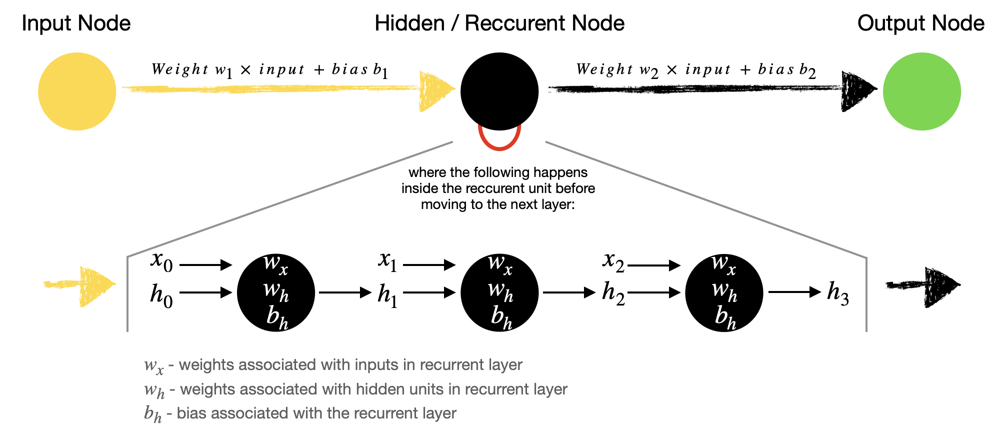 Input Node
Hidden / Reccurent Node
Output Node
Weight w₁ × input + bias b₁
Weight w₂ × input + bias b₂
where the following happens
inside the reccurent unit before
moving to the next layer:
x₀
wₓ
x₁
wₓ
x₂
wₓ
h₀
wₕ
h₁
wₕ
h₂
wₕ
h₃
bₕ
bₕ
bₕ
wₓ - weights associated with inputs in recurrent layer
wₕ - weights associated with hidden units in recurrent layer
bₕ - bias associated with the recurrent layer